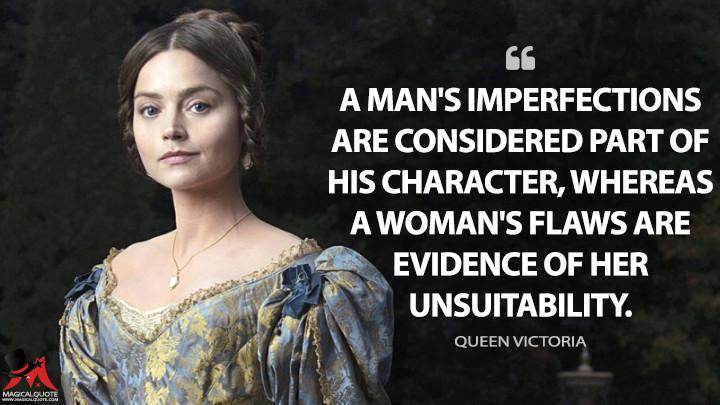 “
A MAN'S IMPERFECTIONS
ARE CONSIDERED PART OF
HIS CHARACTER, WHEREAS
A WOMAN'S FLAWS ARE
EVIDENCE OF HER
UNSUITABILITY.
QUEEN VICTORIA
MAGICALQUOTE
WWW.MAGICALQUOTE.COM